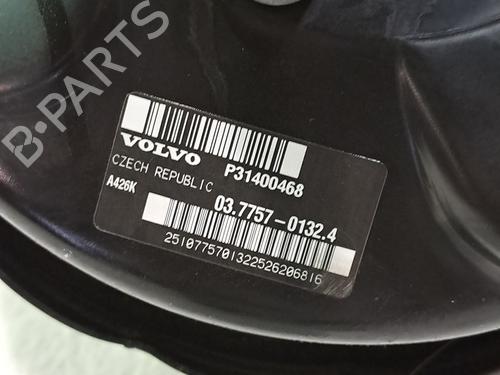 B-PARTS
VOLVO P31400468
CZECH REPUBLIC
A426K 03.7757-0132.4
2510775701322526206816